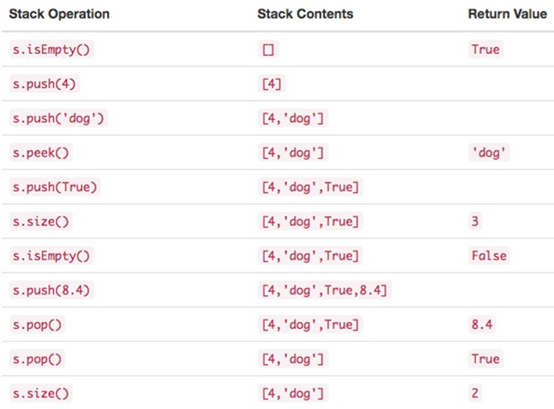 Stack Operation Stack Contents Return Value
s.isEmpty() [] True
s.push(4) [4]
s.push('dog') [4,'dog']
s.peek() [4,'dog'] 'dog'
s.push(True) [4,'dog',True]
s.size() [4,'dog',True] 3
s.isEmpty() [4,'dog',True] False
s.push(8.4) [4,'dog',True,8.4]
s.pop() [4,'dog',True] 8.4
s.pop() [4,'dog'] True
s.size() [4,'dog'] 2